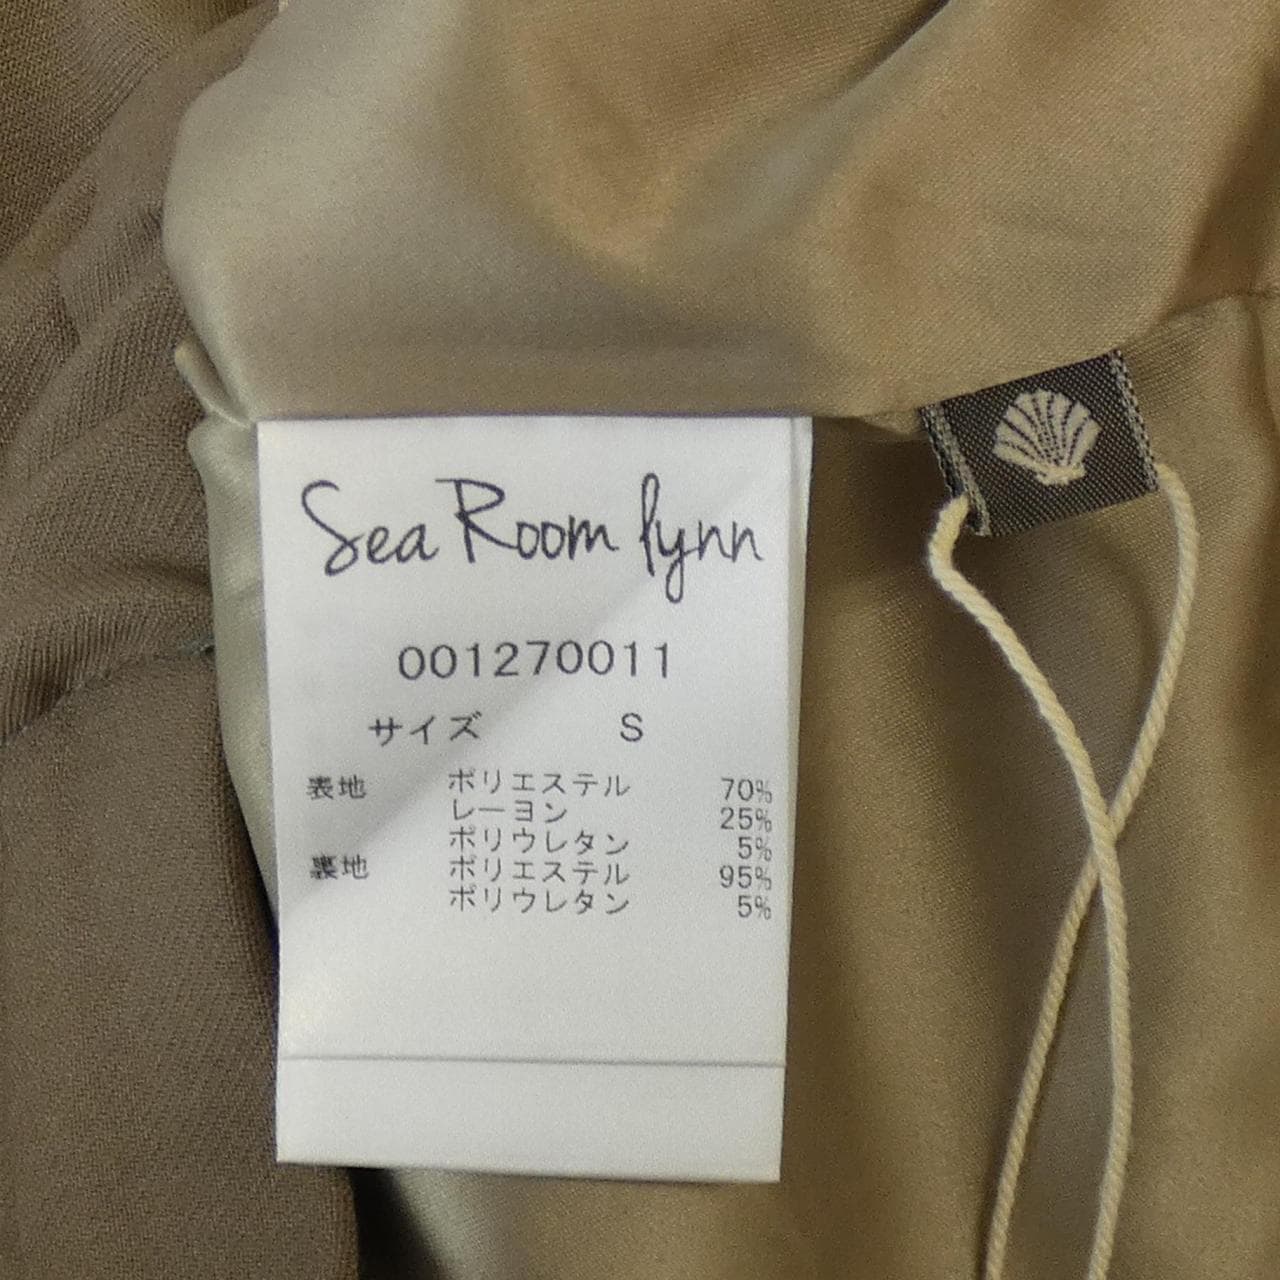 Sea Room lynn
001270011
サイズ S
表地 ポリエステル 70%
レーヨン 25%
ポリウレタン 5%
裏地 ポリエステル 95%
ポリウレタン 5%